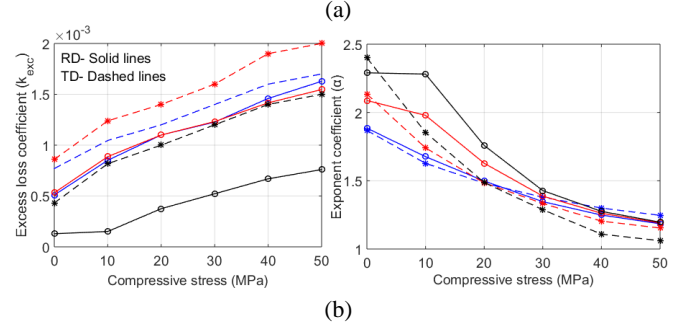 (a)
×10⁻³
2
1.5
1
0.5
0
RD- Solid lines
TD- Dashed lines
Excess loss coefficient (k_exc)
0 10 20 30 40 50
Compressive stress (MPa)
2.5
2
1.5
1
Exponent coefficient (α)
0 10 20 30 40 50
Compressive stress (MPa)
(b)